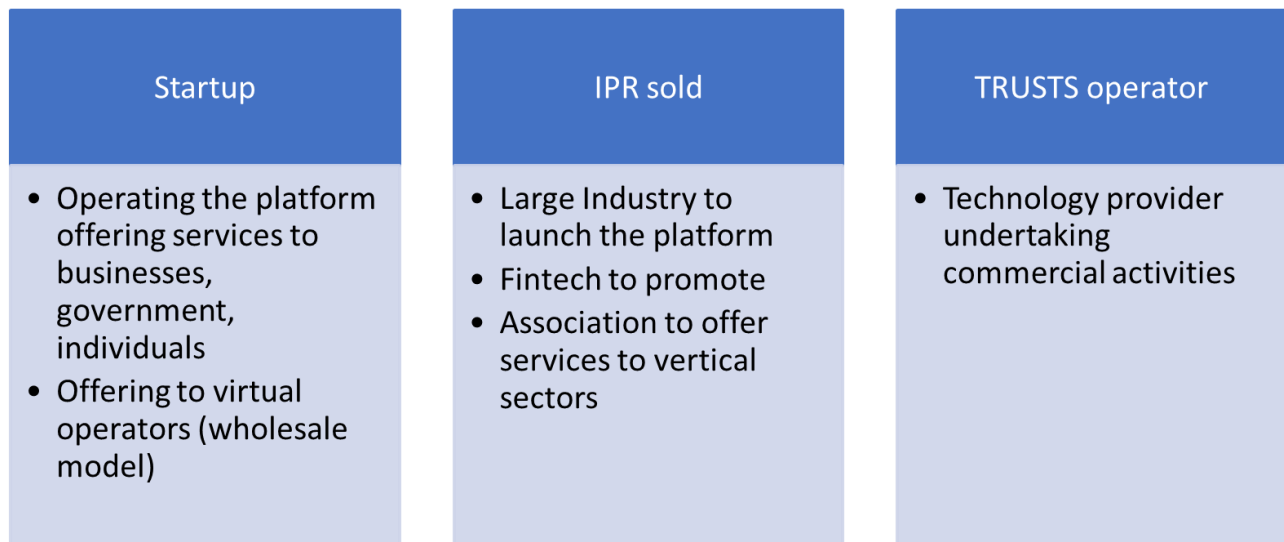 Startup
• Operating the platform
offering services to
businesses,
government,
individuals
• Offering to virtual
operators (wholesale
model)
IPR sold
• Large Industry to
launch the platform
• Fintech to promote
• Association to offer
services to vertical
sectors
TRUSTS operator
• Technology provider
undertaking
commercial activities